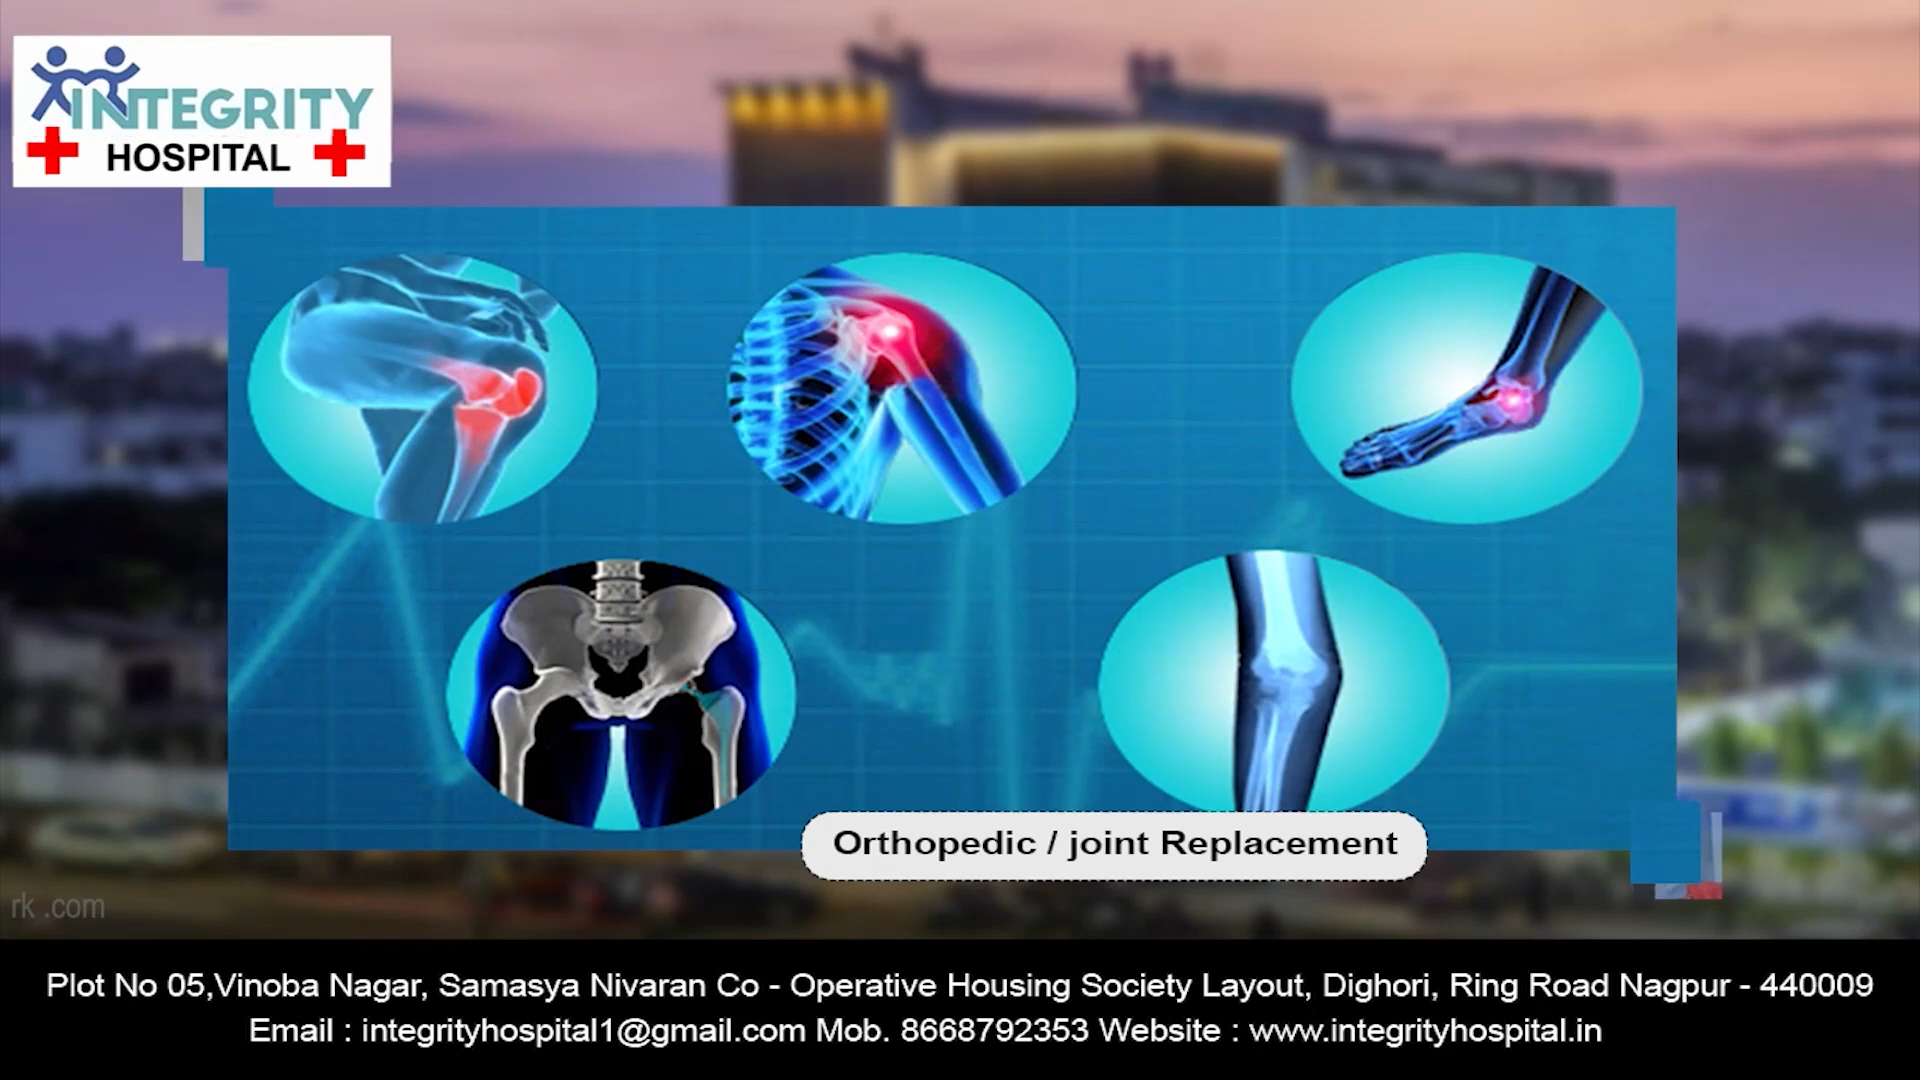 INTEGRITY
HOSPITAL
Orthopedic / joint Replacement
rk .com
Plot No 05,Vinoba Nagar, Samasya Nivaran Co - Operative Housing Society Layout, Dighori, Ring Road Nagpur - 440009
Email : integrityhospital1@gmail.com Mob. 8668792353 Website : www.integrityhospital.in